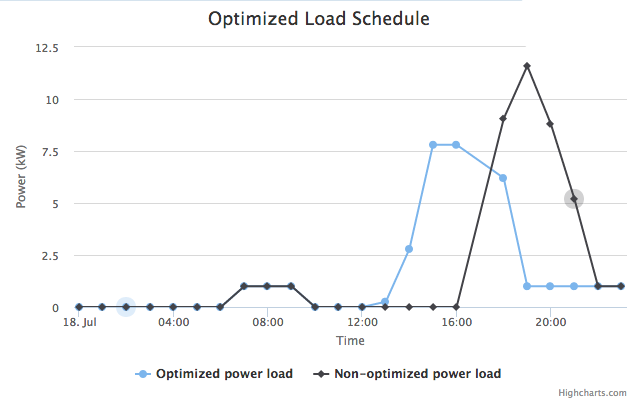 Optimized Load Schedule
12.5
10
7.5
5
2.5
0
Power (kW)
18. Jul 04:00 08:00 12:00 16:00 20:00
Time
Optimized power load Non-optimized power load
Highcharts.com